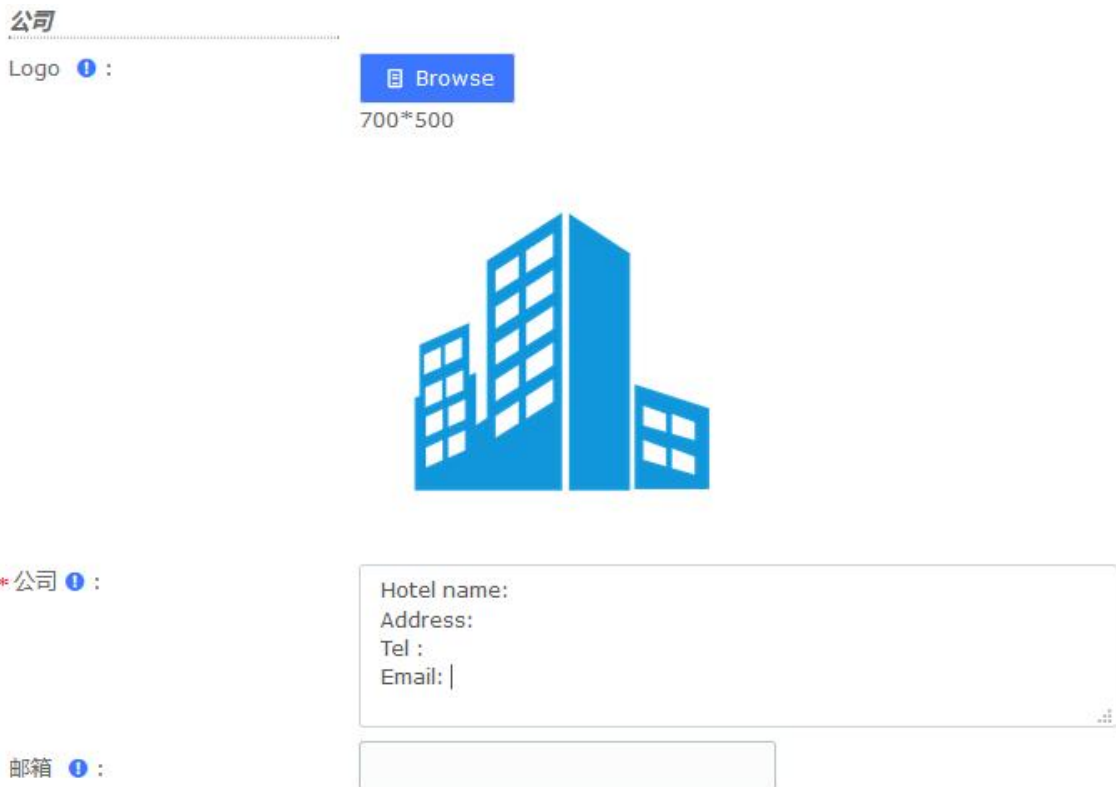 公司
Logo :
Browse
700*500
*公司 :
Hotel name:
Address:
Tel :
Email:
邮箱 :